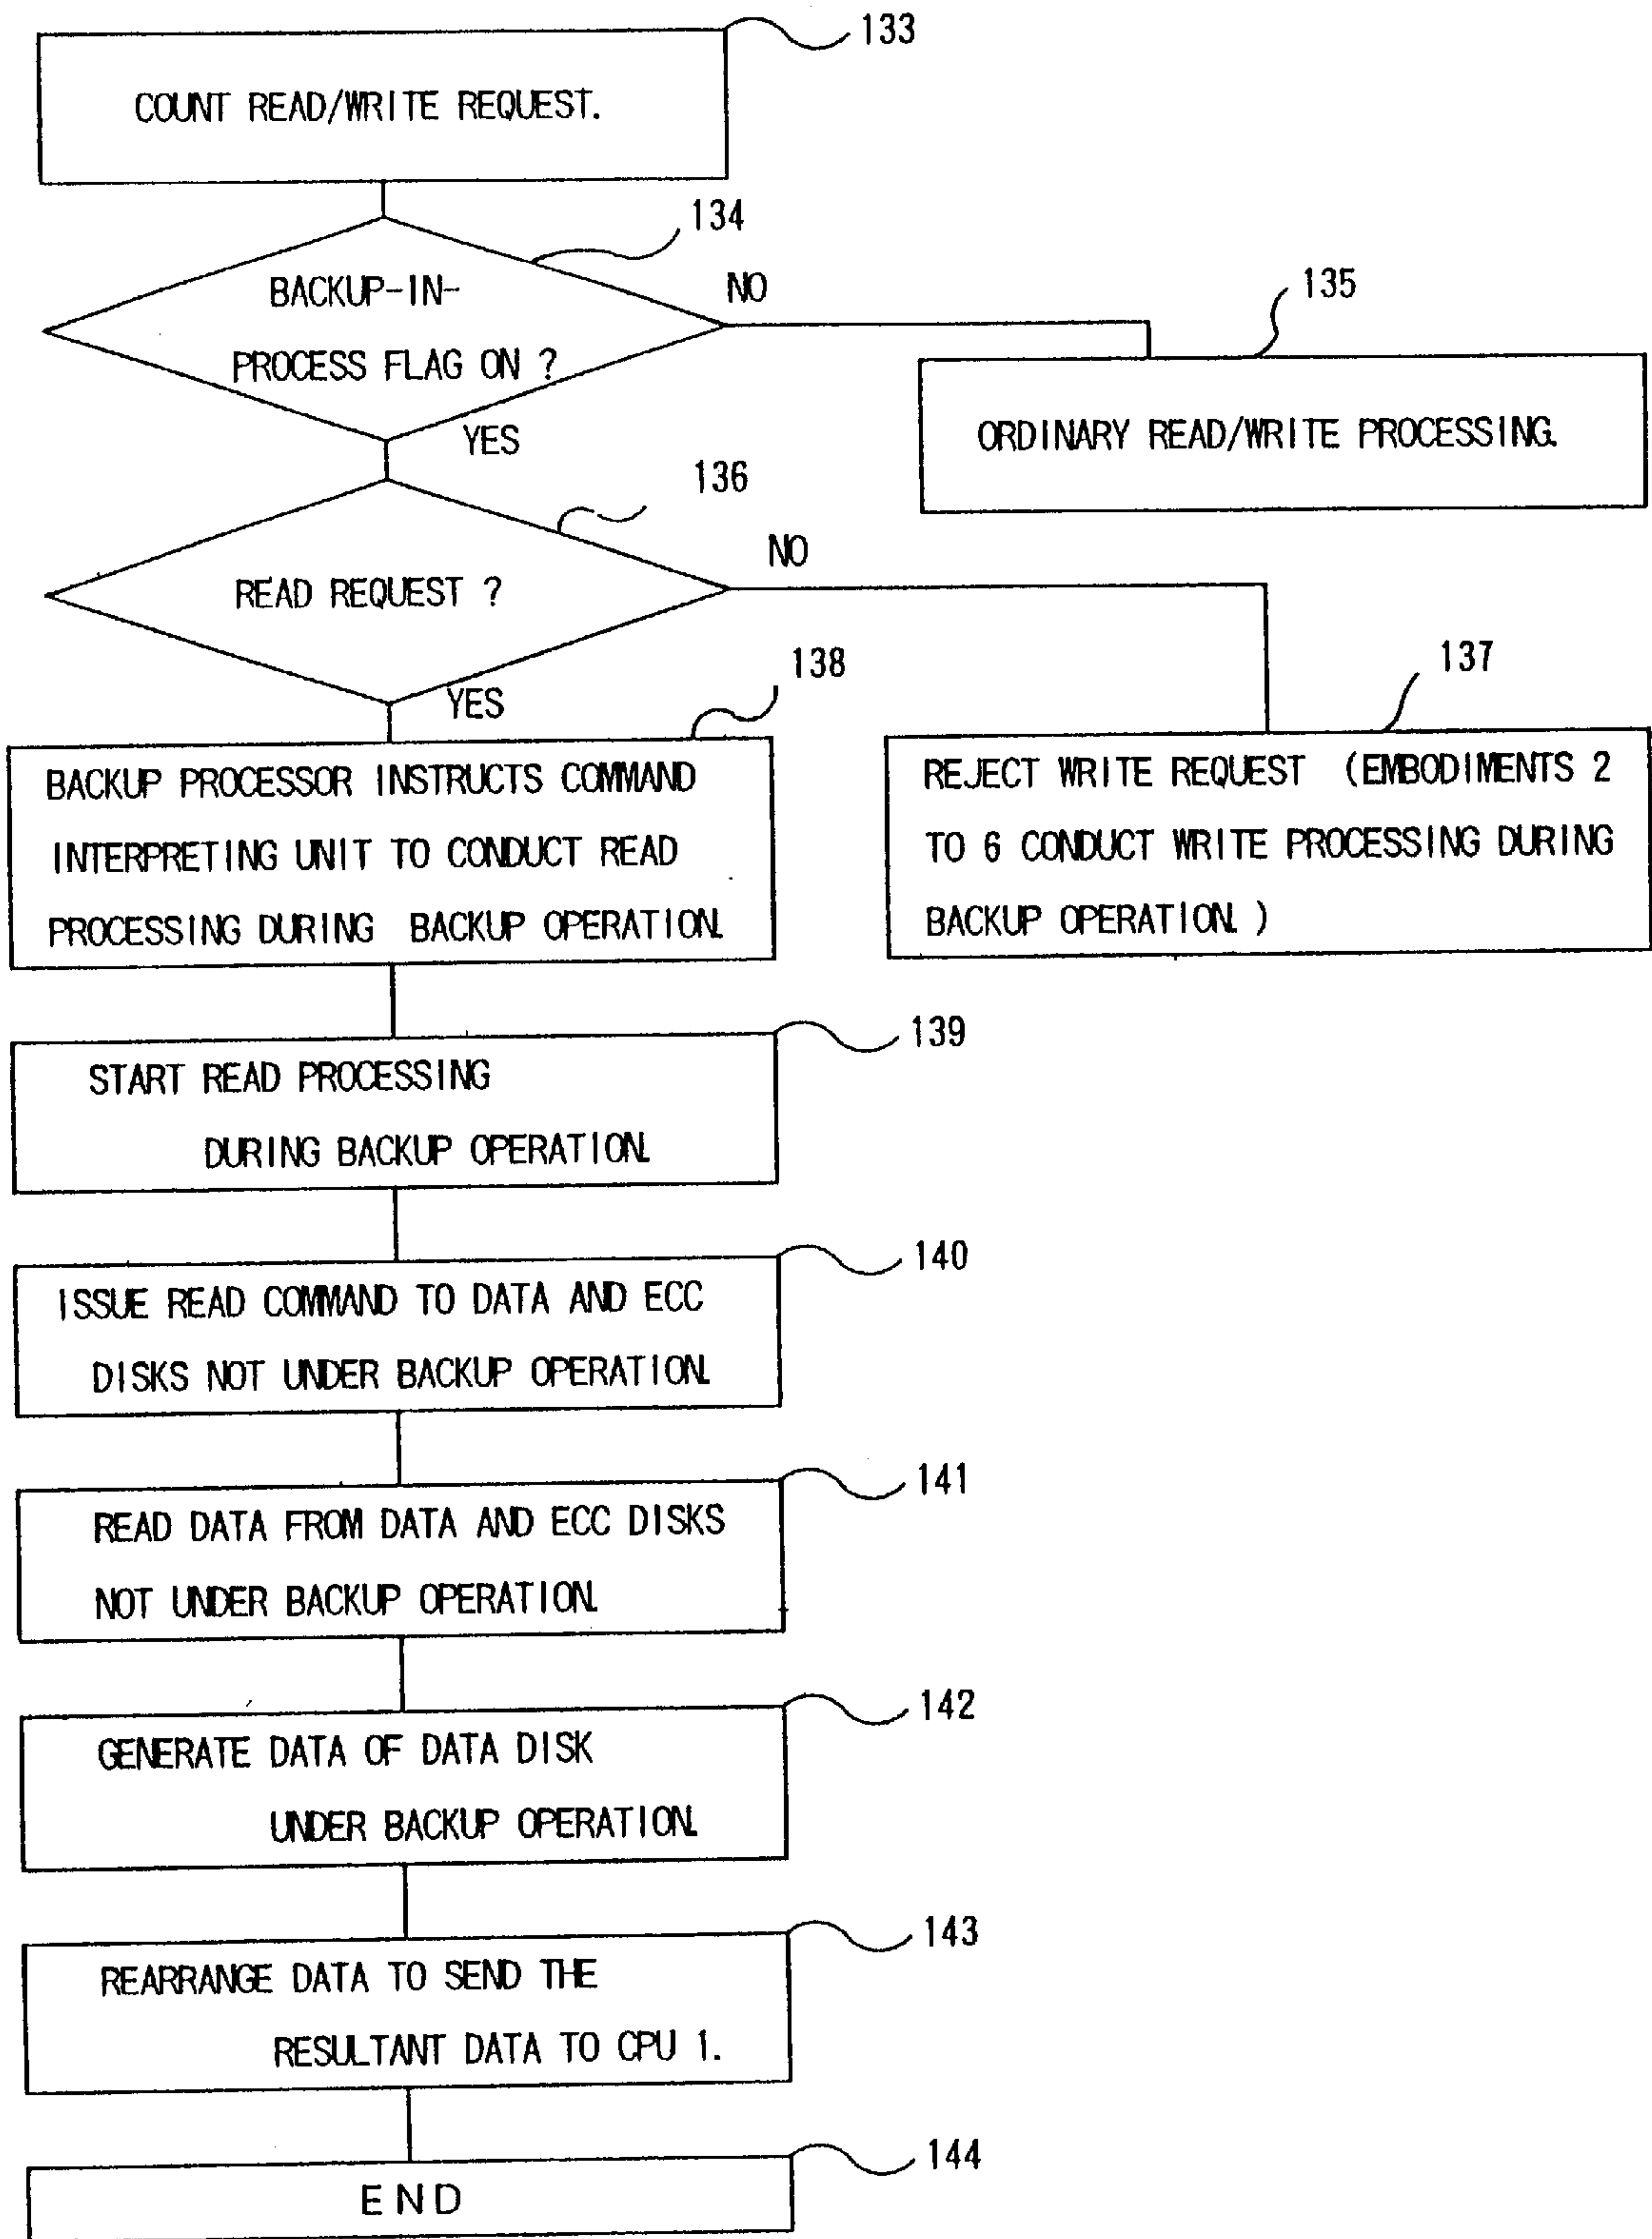 133
COUNT READ/WRITE REQUEST.
134
BACKUP-IN-
PROCESS FLAG ON ?
NO
YES
135
ORDINARY READ/WRITE PROCESSING.
136
READ REQUEST ?
NO
YES
137
REJECT WRITE REQUEST (EMBODIMENTS 2
TO 6 CONDUCT WRITE PROCESSING DURING
BACKUP OPERATION. )
138
BACKUP PROCESSOR INSTRUCTS COMMAND
INTERPRETING UNIT TO CONDUCT READ
PROCESSING DURING BACKUP OPERATION.
139
START READ PROCESSING
DURING BACKUP OPERATION.
140
ISSUE READ COMMAND TO DATA AND ECC
DISKS NOT UNDER BACKUP OPERATION.
141
READ DATA FROM DATA AND ECC DISKS
NOT UNDER BACKUP OPERATION.
142
GENERATE DATA OF DATA DISK
UNDER BACKUP OPERATION.
143
REARRANGE DATA TO SEND THE
RESULTANT DATA TO CPU 1.
144
END